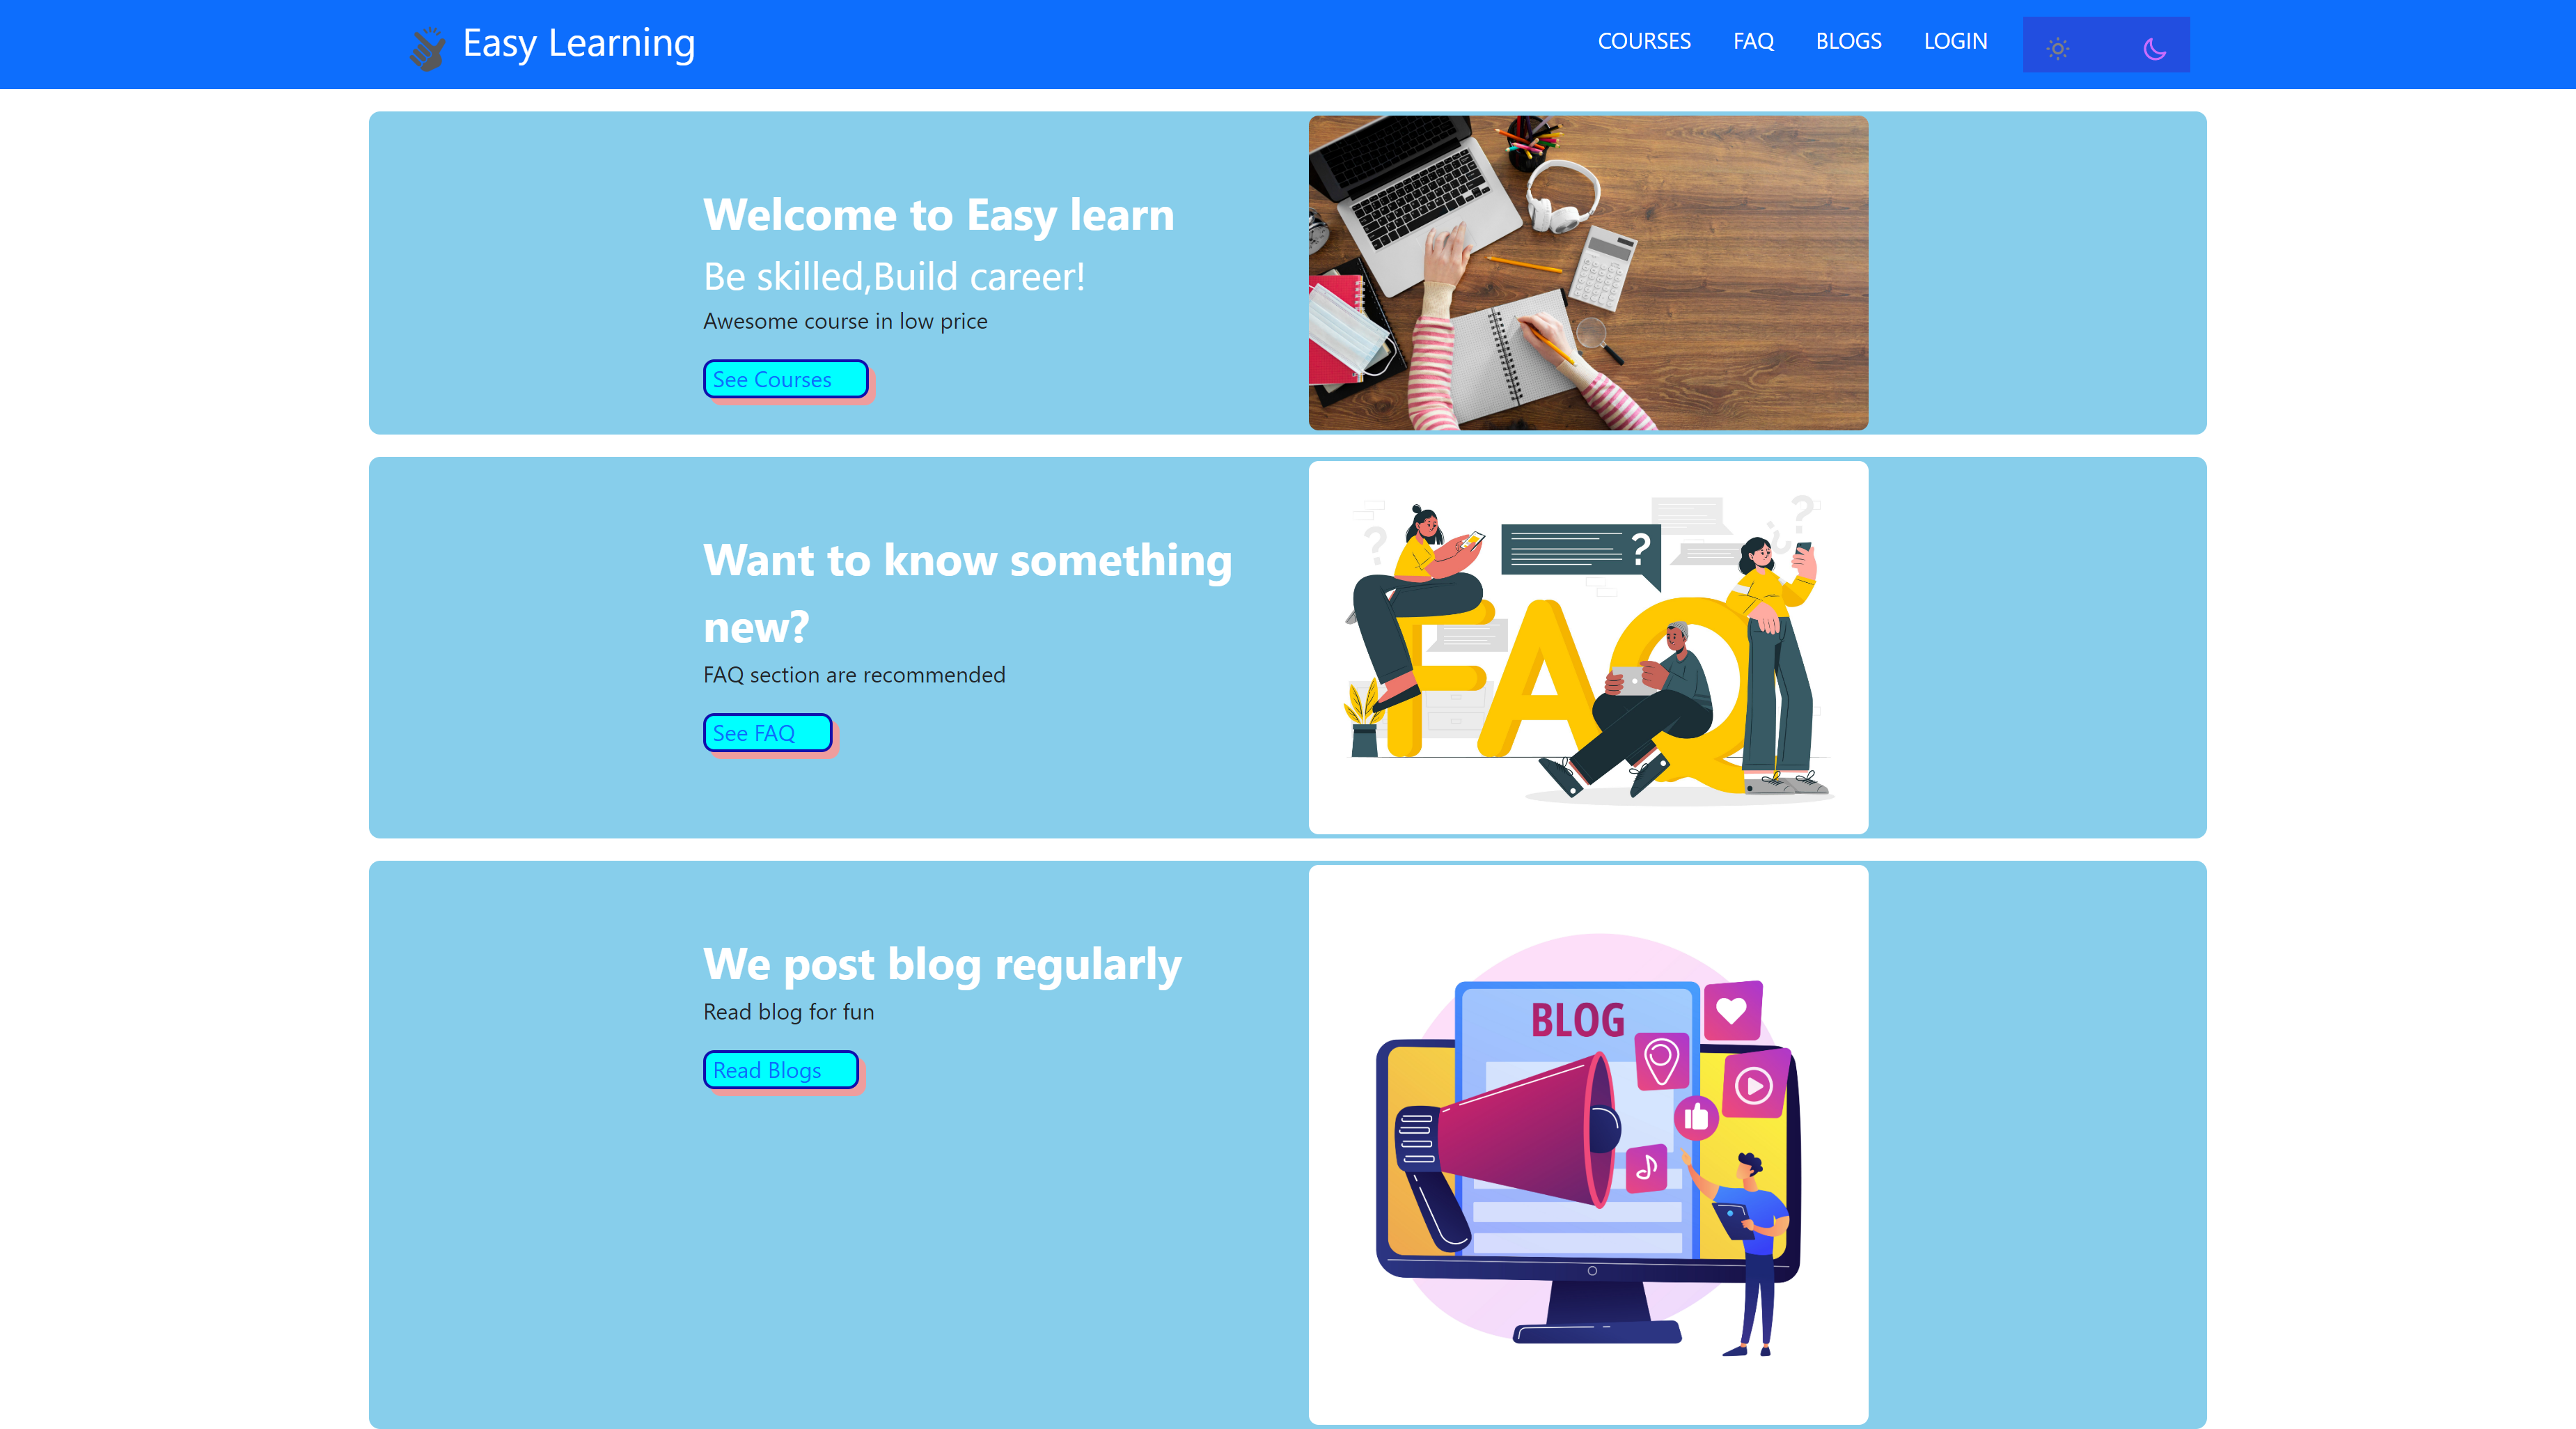 Easy Learning
COURSES FAQ BLOGS LOGIN
Welcome to Easy learn
Be skilled,Build career!
Awesome course in low price
See Courses
Want to know something
new?
FAQ section are recommended
See FAQ
?
?
?
FAQ
We post blog regularly
Read blog for fun
Read Blogs
BLOG